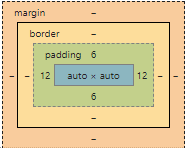 margin –
border –
padding 6
– – 12 auto × auto 12 – –
6
–
–